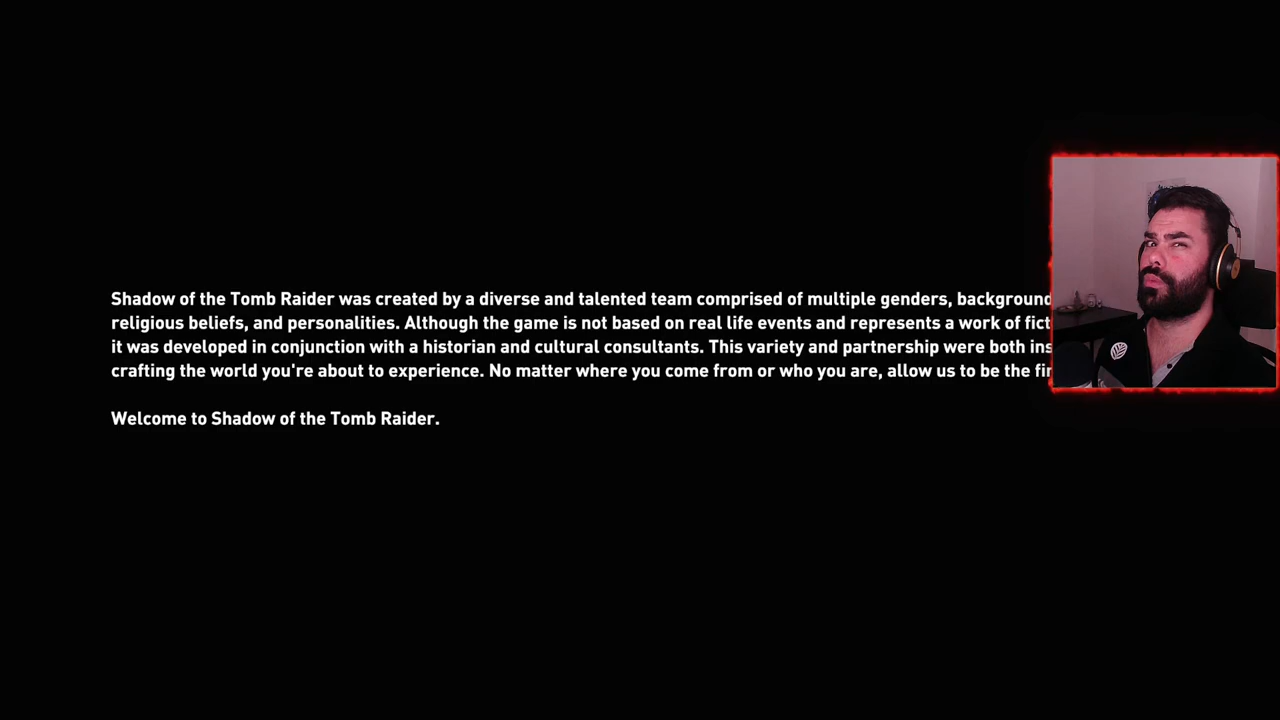 Shadow of the Tomb Raider was created by a diverse and talented team comprised of multiple genders,
religious beliefs, and personalities. Although the game is not based on real life events and represents a work of
it was developed in conjunction with a historian and cultural consultants. This variety and partnership were both
crafting the world you're about to experience. No matter where you come from or who you are, allow us to be the
Welcome to Shadow of the Tomb Raider.